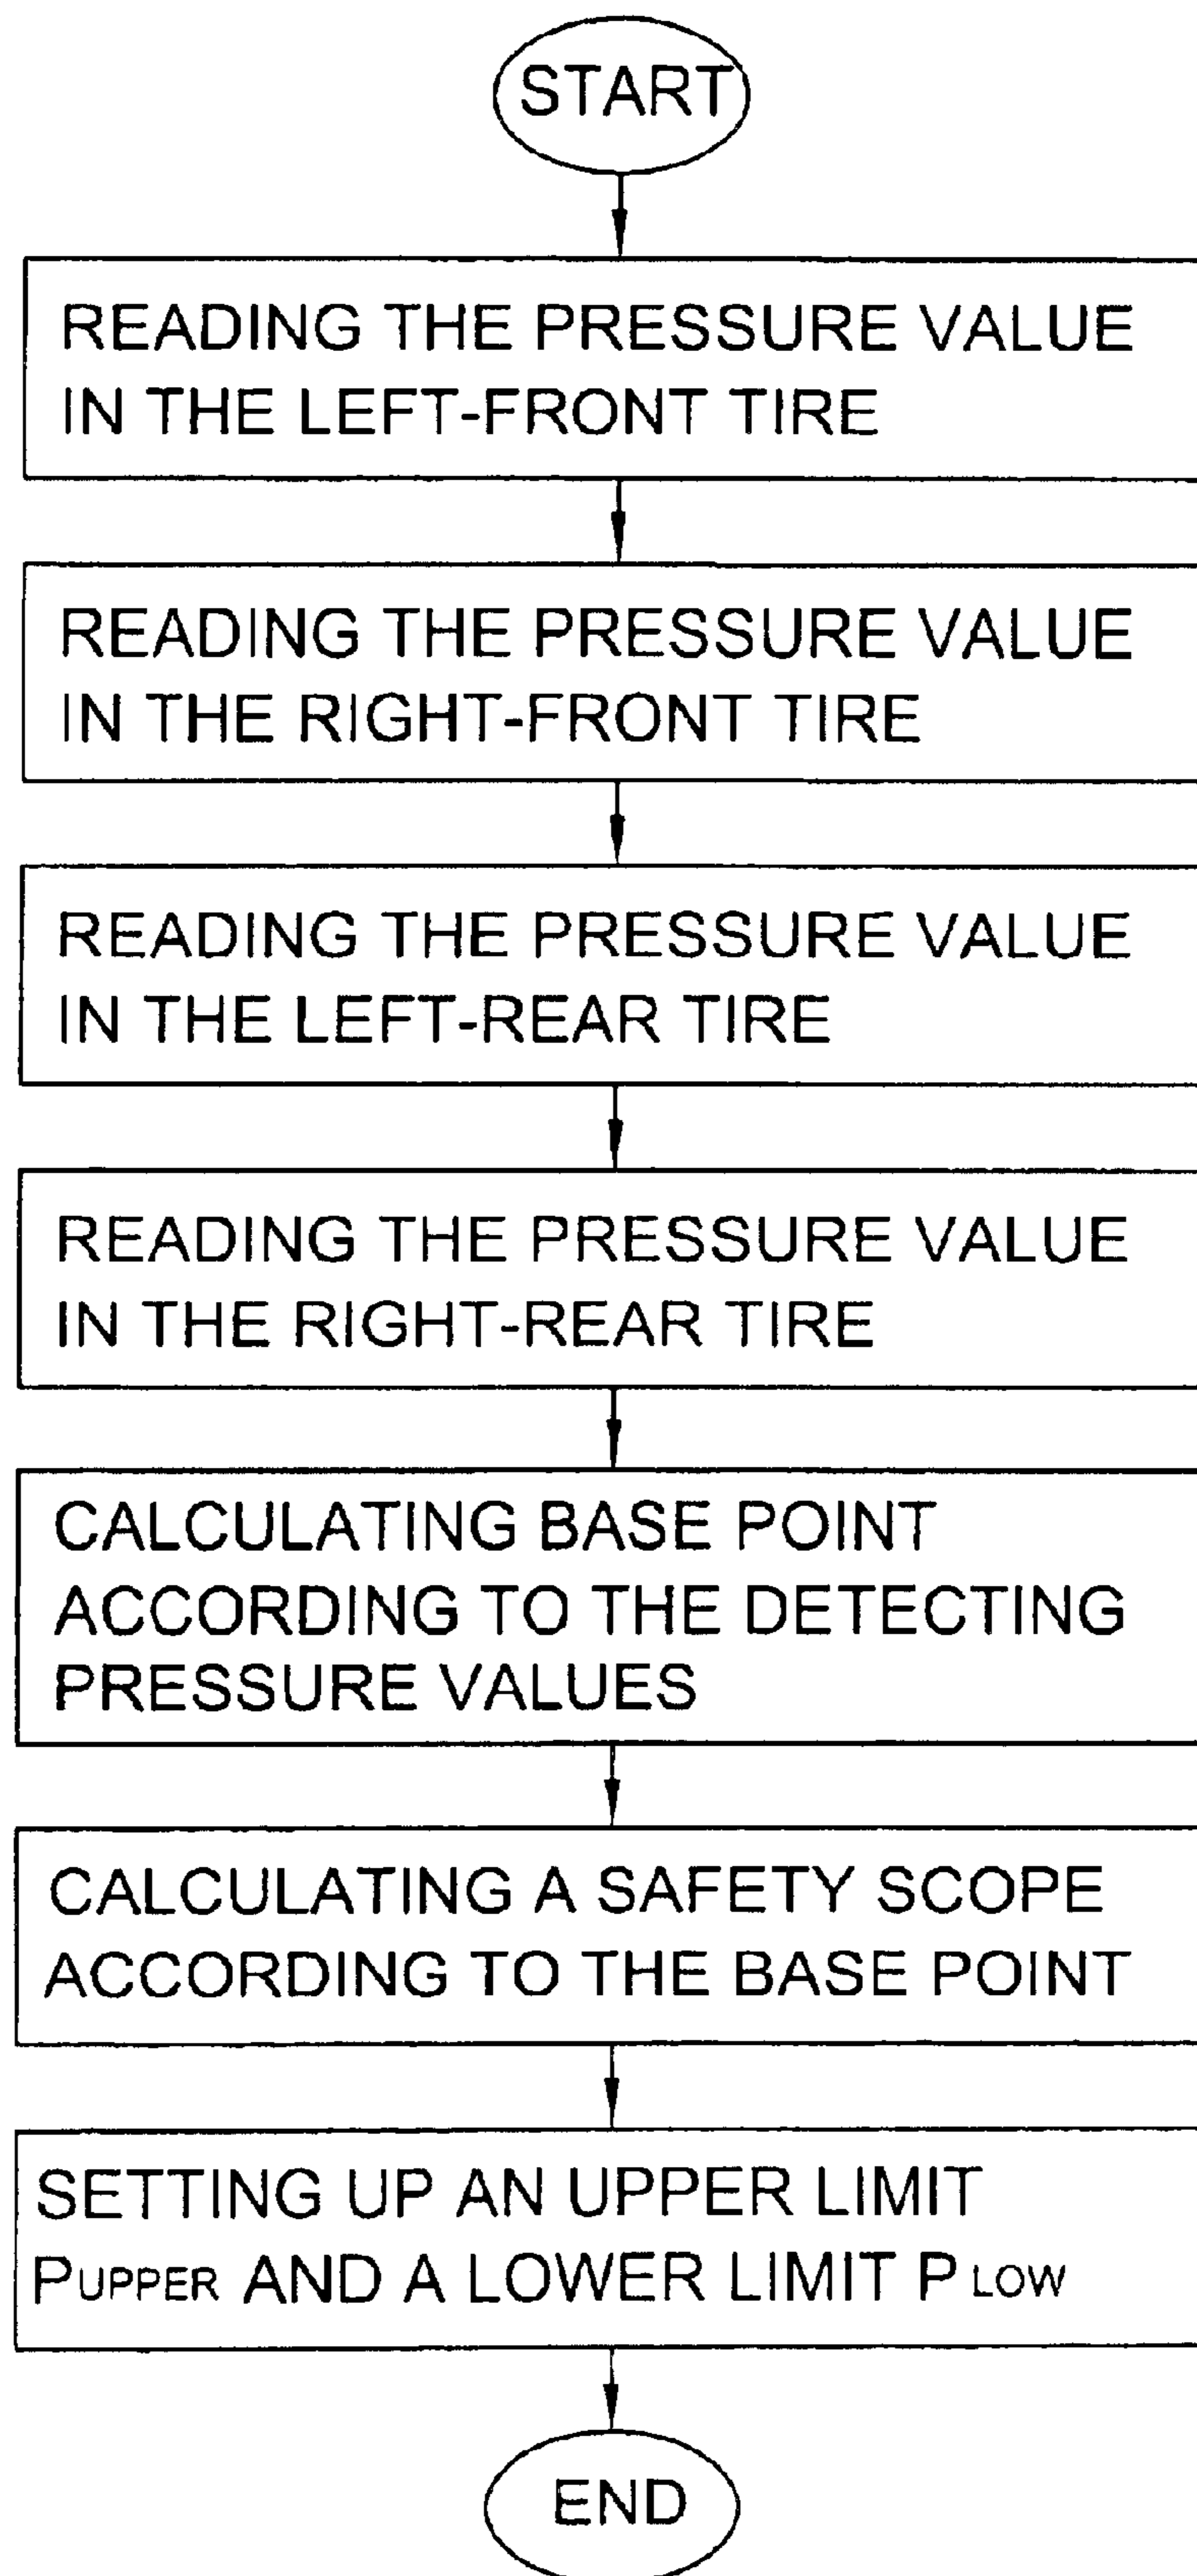 START
READING THE PRESSURE VALUE
IN THE LEFT-FRONT TIRE
READING THE PRESSURE VALUE
IN THE RIGHT-FRONT TIRE
READING THE PRESSURE VALUE
IN THE LEFT-REAR TIRE
READING THE PRESSURE VALUE
IN THE RIGHT-REAR TIRE
CALCULATING BASE POINT
ACCORDING TO THE DETECTING
PRESSURE VALUES
CALCULATING A SAFETY SCOPE
ACCORDING TO THE BASE POINT
SETTING UP AN UPPER LIMIT
PUPPER AND A LOWER LIMIT P LOW
END